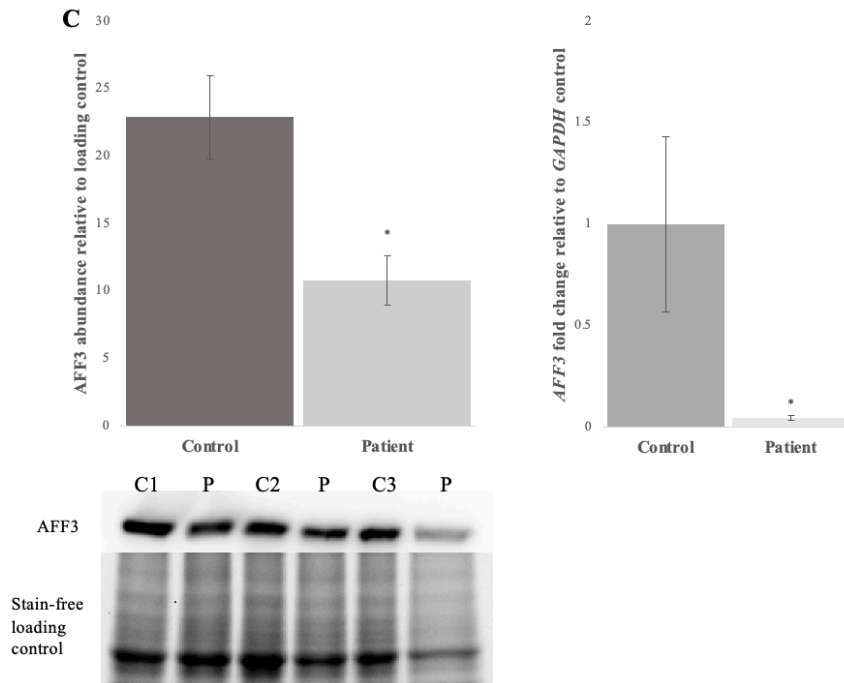 C
AFF3 abundance relative to loading control
30
25
20
15
10
5
0
*
Control Patient
AFF3 fold change relative to GAPDH control
2
1.5
1
0.5
0
*
Control Patient
C1 P C2 P C3 P
AFF3
Stain-free
loading
control